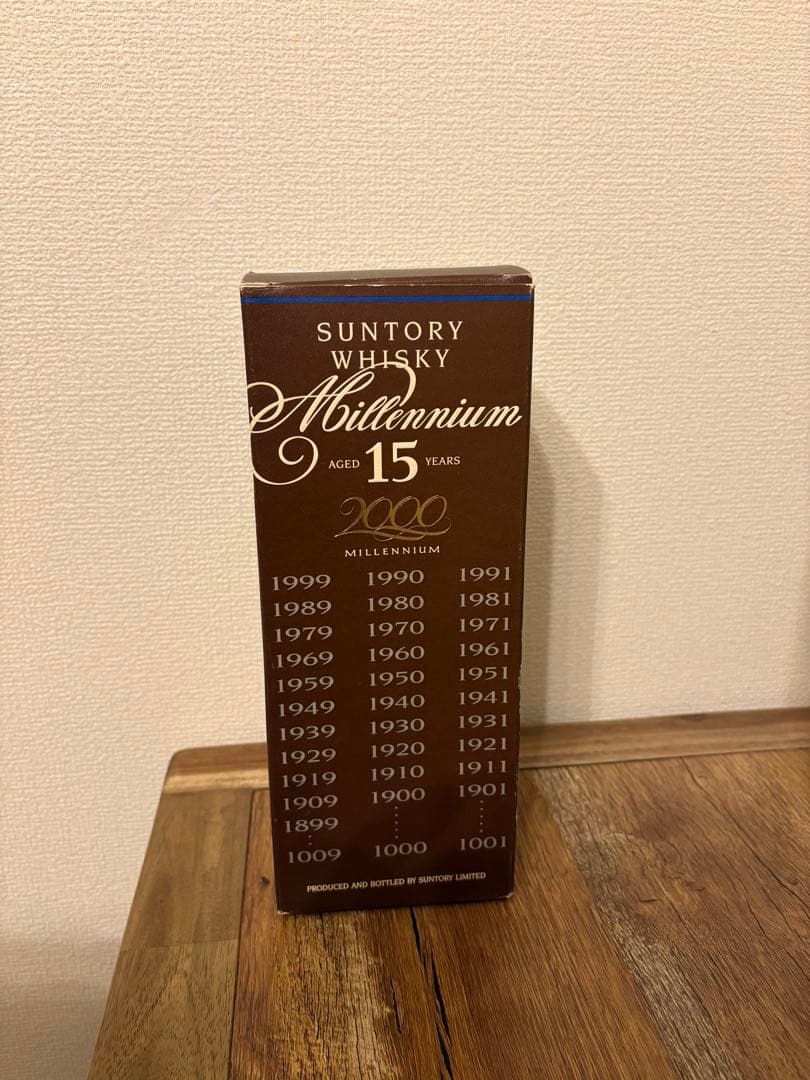 SUNTORY
WHISKY
Millennium
AGED 15 YEARS
2000
MILLENNIUM
1999 1990 1991
1989 1980 1981
1979 1970 1971
1969 1960 1961
1959 1950 1951
1949 1940 1941
1939 1930 1931
1929 1920 1921
1919 1910 1911
1909 1900 1901
1899
1009 1000 1001
PRODUCED AND BOTTLED BY SUNTORY LIMITED